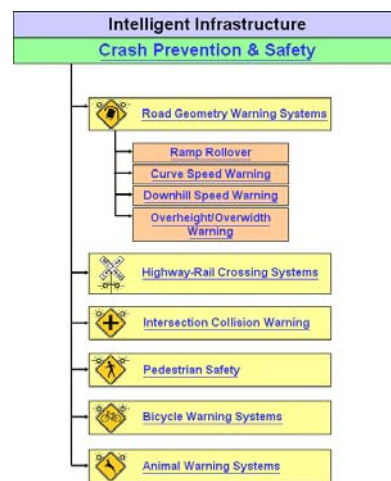 Intelligent Infrastructure
Crash Prevention & Safety
Road Geometry Warning Systems
Ramp Rollover
Curve Speed Warning
Downhill Speed Warning
Overheight/Overwidth
Warning
Highway-Rail Crossing Systems
Intersection Collision Warning
Pedestrian Safety
Bicycle Warning Systems
Animal Warning Systems